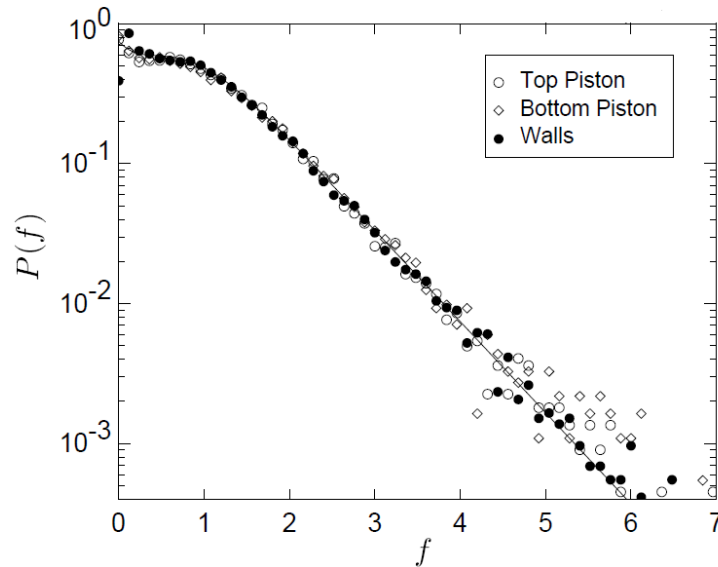 10^0
10^-1
10^-2
10^-3
P(f)
Top Piston
Bottom Piston
Walls
0 1 2 3 4 5 6 7
f